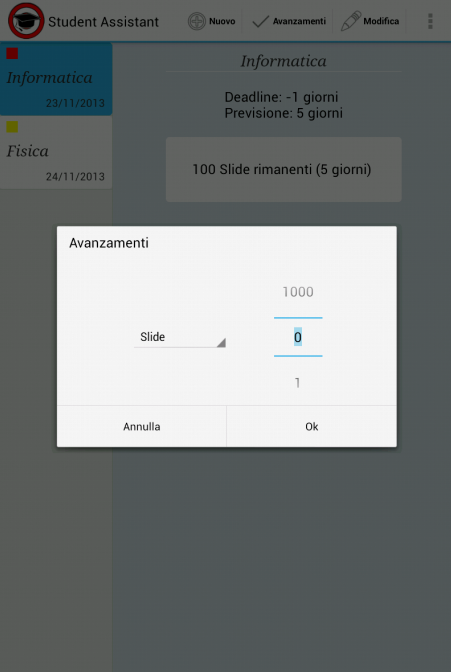 Student Assistant
Nuovo
Avanzamenti
Modifica
Informatica
23/11/2013
Fisica
24/11/2013
Informatica
Deadline: -1 giorni
Previsione: 5 giorni
100 Slide rimanenti (5 giorni)
Avanzamenti
1000
Slide
0
1
Annulla
Ok